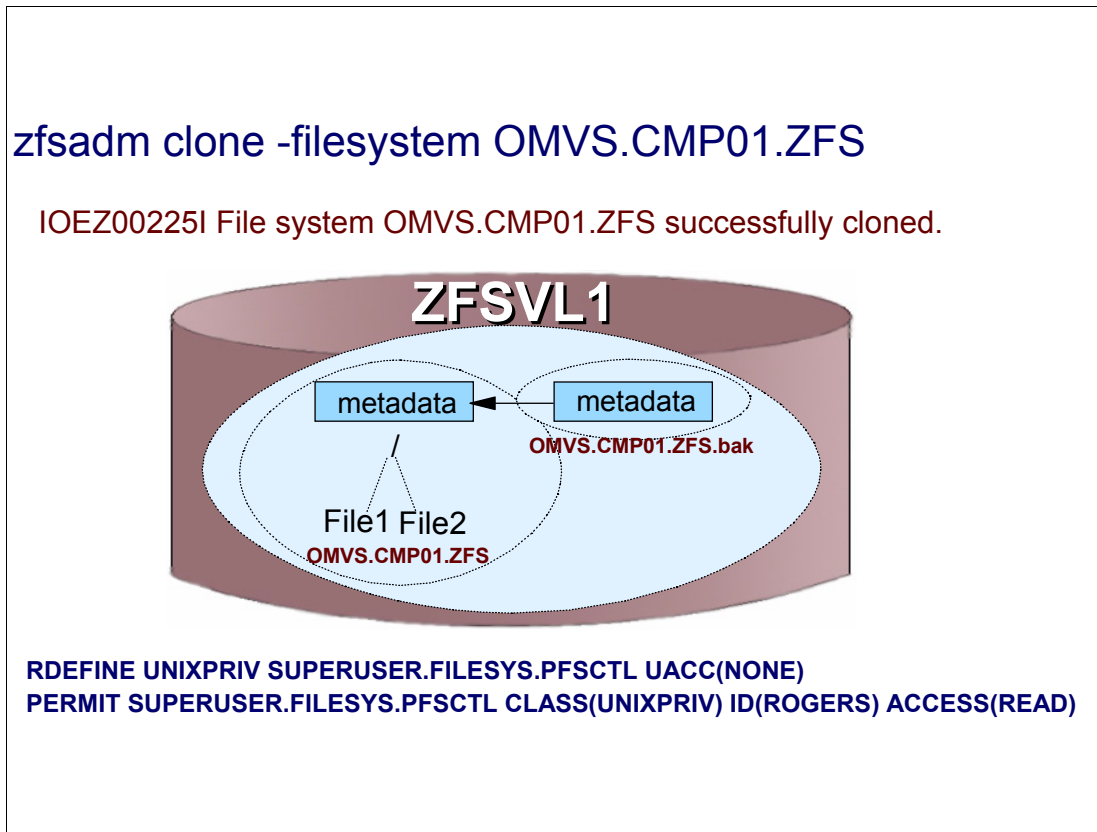 zfsadm clone -filesystem OMVS.CMP01.ZFS
IOEZ00225I File system OMVS.CMP01.ZFS successfully cloned.
ZFSVL1
metadata
metadata
OMVS.CMP01.ZFS.bak
/
File1 File2
OMVS.CMP01.ZFS
RDEFINE UNIXPRIV SUPERUSER.FILESYS.PFSCTL UACC(NONE)
PERMIT SUPERUSER.FILESYS.PFSCTL CLASS(UNIXPRIV) ID(ROGERS) ACCESS(READ)